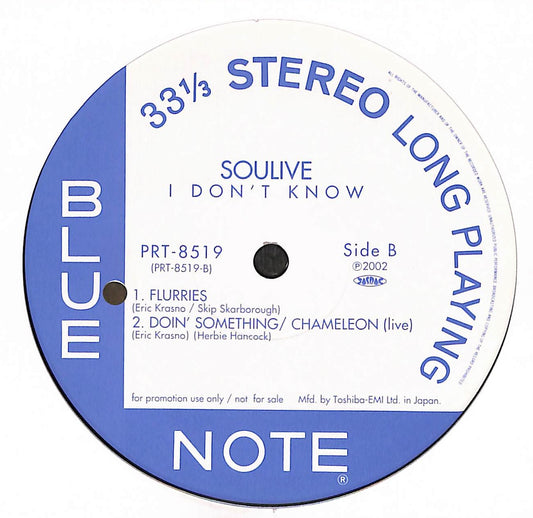 33⅓ STEREO LONG PLAYING
SOULIVE
I DON'T KNOW
PRT-8519
(PRT-8519-B)
Side B
℗2002
JASRAC
1. FLURRIES
(Eric Krasno / Skip Skarborough)
2. DOIN' SOMETHING/ CHAMELEON (live)
(Eric Krasno) (Herbie Hancock)
for promotion use only / not for sale Mfd. by Toshiba-EMI Ltd. in Japan.
BLUE
NOTE®